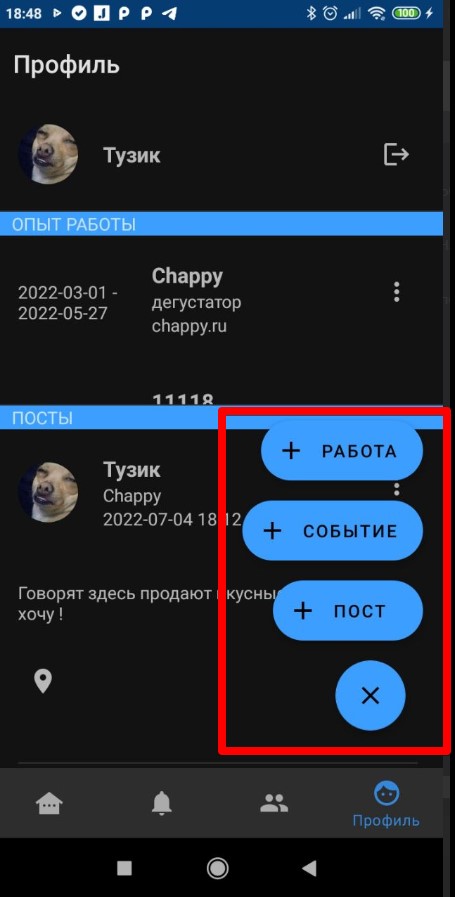 18:48
100
Профиль
Тузик
ОПЫТ РАБОТЫ
2022-03-01 -
2022-05-27
Chappy
дегустатор
chappy.ru
11118
ПОСТЫ
Тузик
Chappy
2022-07-04 18 12
Говорят здесь продают вкусны
хочу !
+ РАБОТА
+ СОБЫТИЕ
+ ПОСТ
Профиль